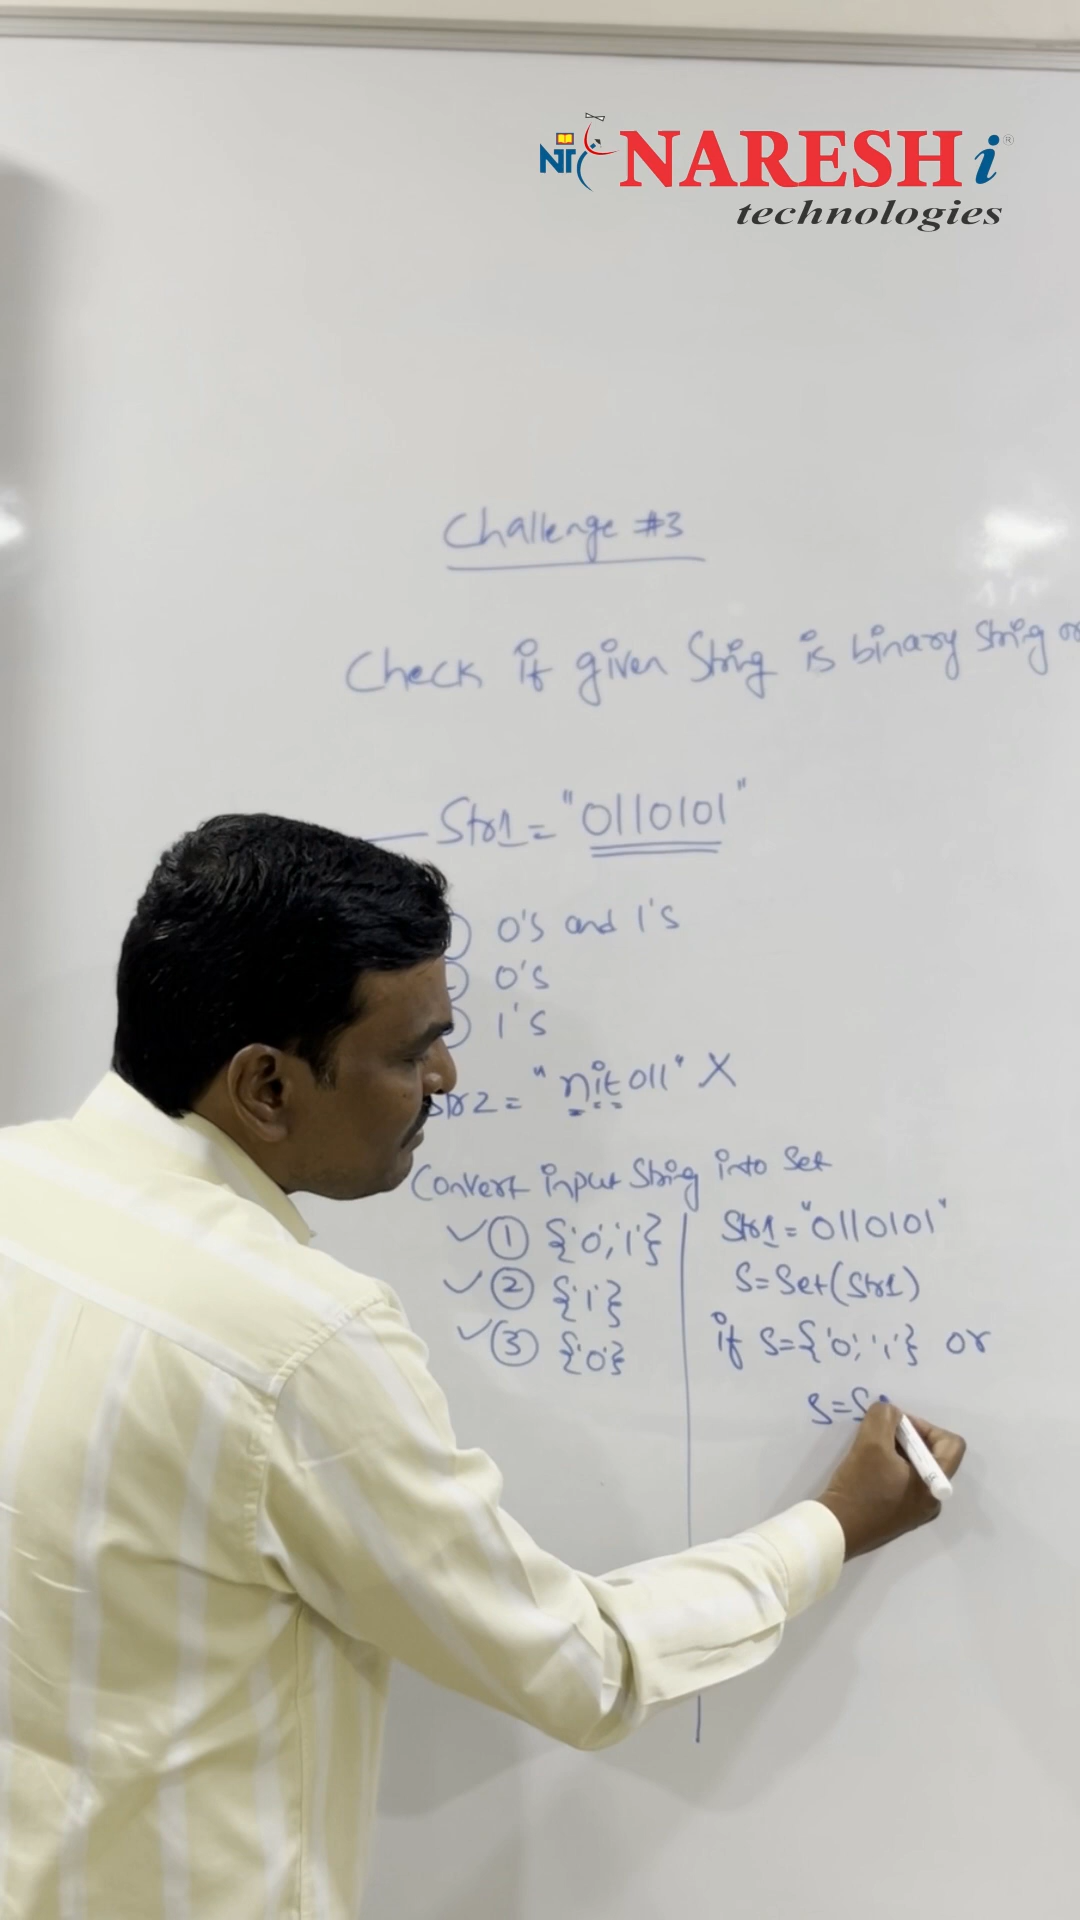 NT NARESH i ®
technologies
Challenge #3
Check if given String is binary String or
Str1 = "0110101"
0's and 1's
0's
1's
str2 = "nit011" X
Convert input String into Set
① {'0','1'}
② {'1'}
③ {'0'}
Str1 = "0110101"
S=Set(Str1)
if S={'0','1'} or
S={